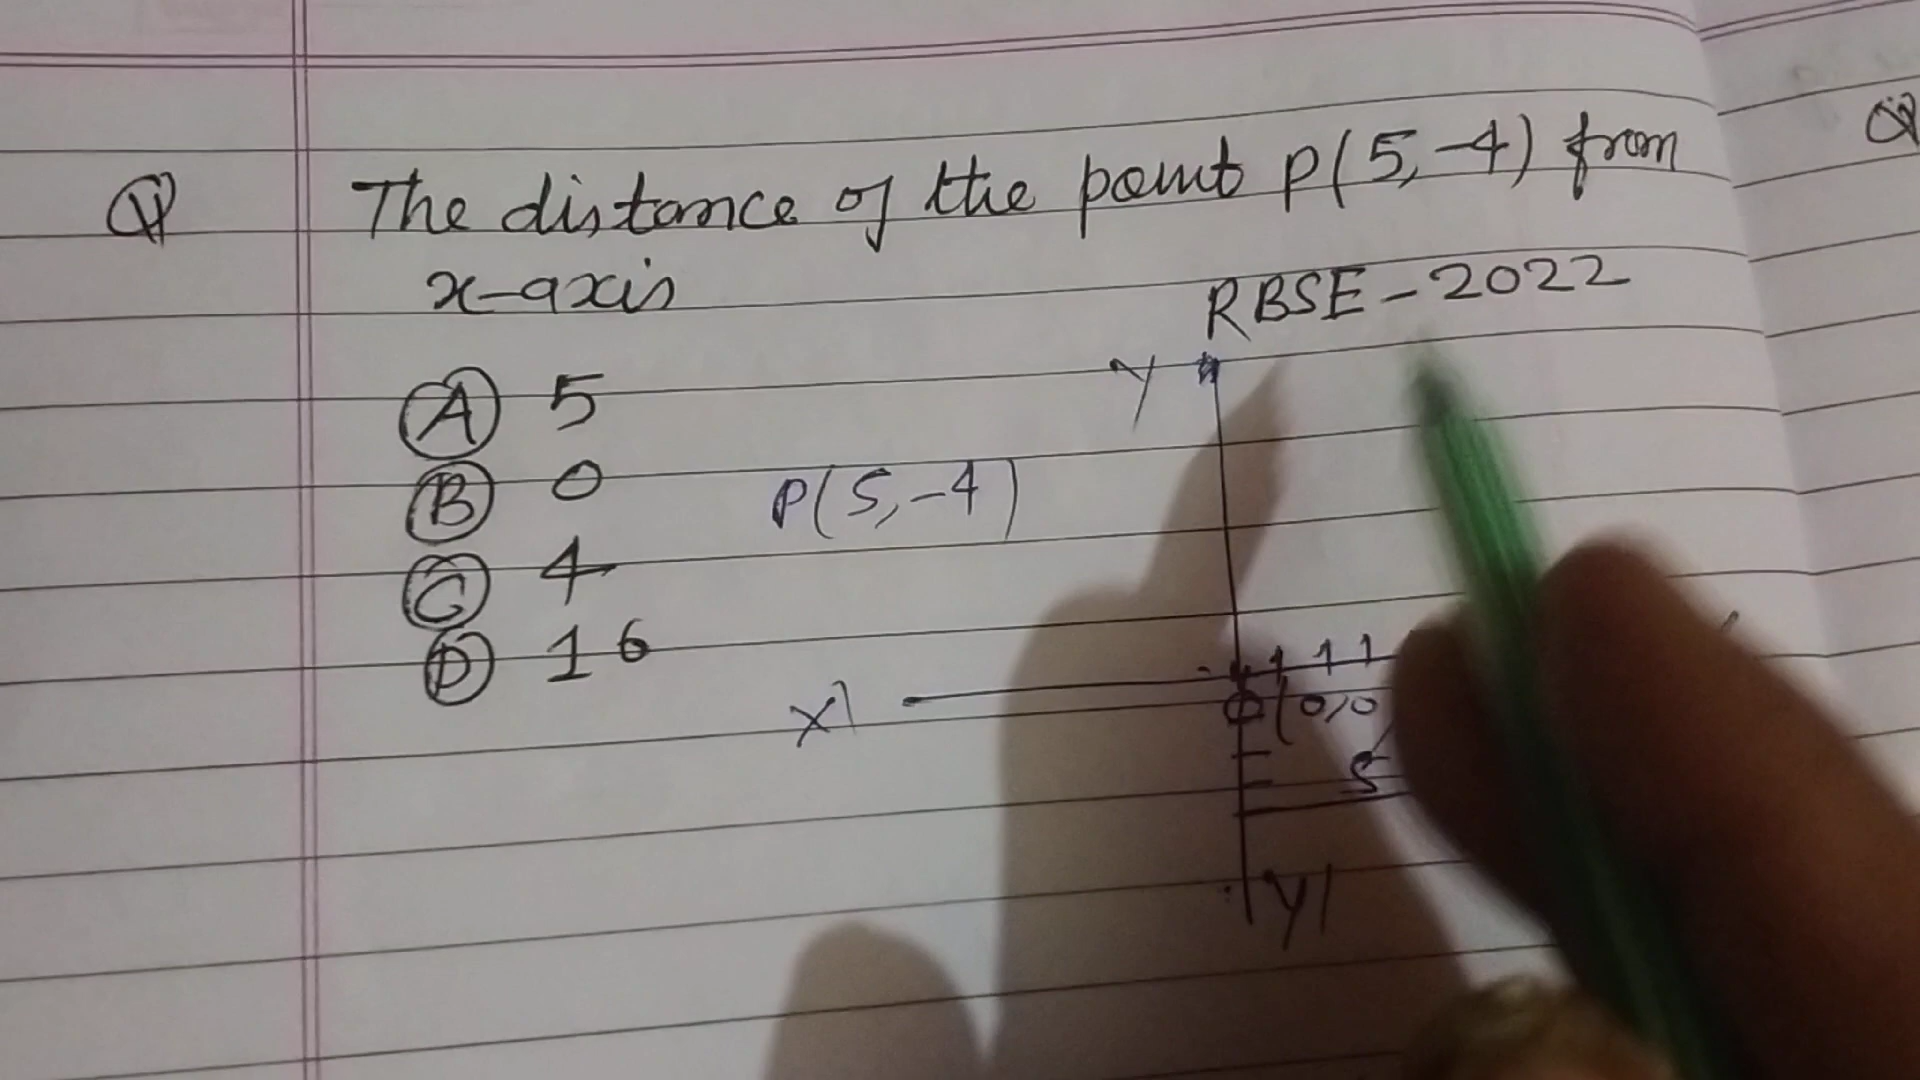 Q
The distance of the point P(5,-4) from
x-axis
RBSE-2022
A 5
B 0
C 4
D 16
P(5,-4)
Y
X'
O(0,0
5
Y'
Q